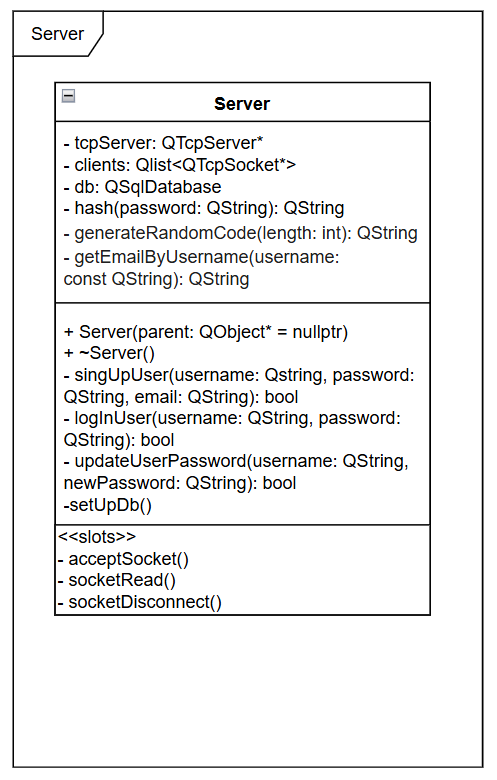 Server
Server
- tcpServer: QTcpServer*
- clients: Qlist<QTcpSocket*>
- db: QSqlDatabase
- hash(password: QString): QString
- generateRandomCode(length: int): QString
- getEmailByUsername(username:
const QString): QString
+ Server(parent: QObject* = nullptr)
+ ~Server()
- singUpUser(username: Qstring, password:
QString, email: QString): bool
- logInUser(username: QString, password:
QString): bool
- updateUserPassword(username: QString,
newPassword: QString): bool
-setUpDb()
<<slots>>
- acceptSocket()
- socketRead()
- socketDisconnect()